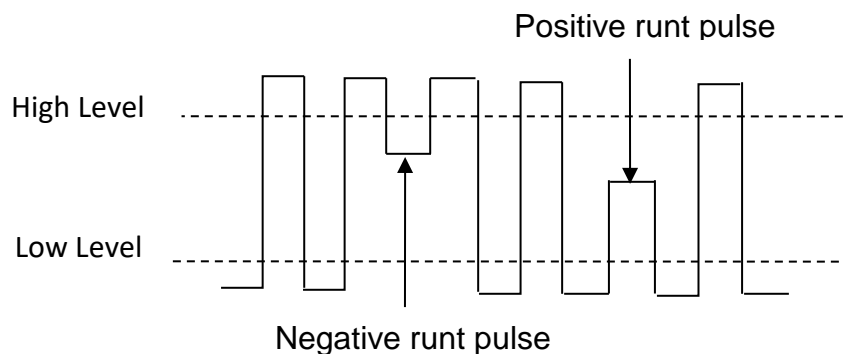 Positive runt pulse
High Level
Low Level
Negative runt pulse